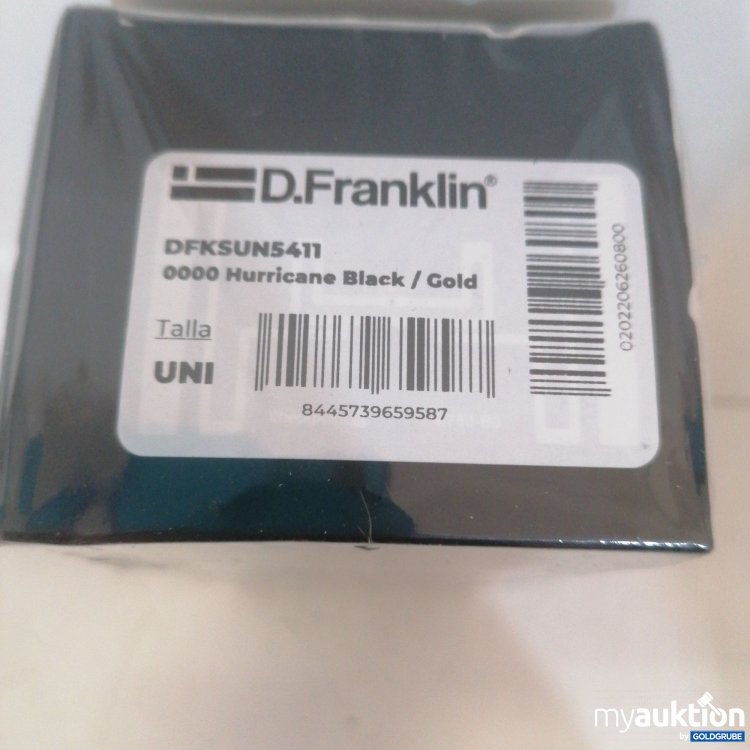 D.Franklin®
DFKSUN5411
0000 Hurricane Black / Gold
Talla
UNI
8445739659587
0202206260800
myauktion
by GOLDGRUBE